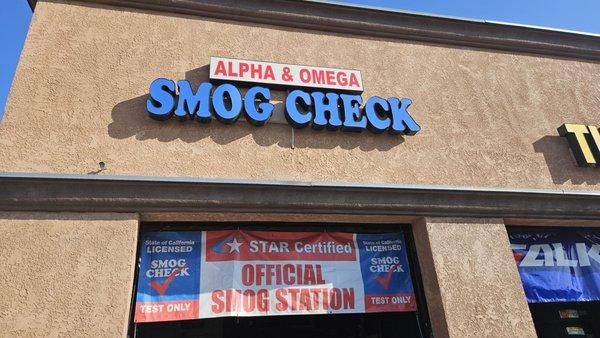 ALPHA & OMEGA
SMOG CHECK
State of California
LICENSED
SMOG
CHECK
TEST ONLY
STAR Certified
OFFICIAL
SMOG STATION
State of California
LICENSED
SMOG
CHECK
TEST ONLY